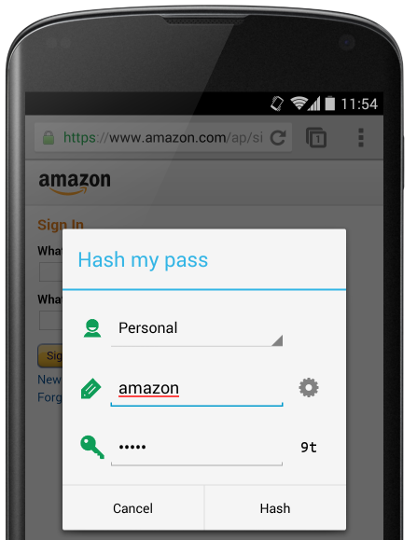 11:54
https://www.amazon.com/ap/si
1
amazon
Sign In
What
What
Sig
New
Forg
Hash my pass
Personal
amazon
•••••
9t
Cancel
Hash